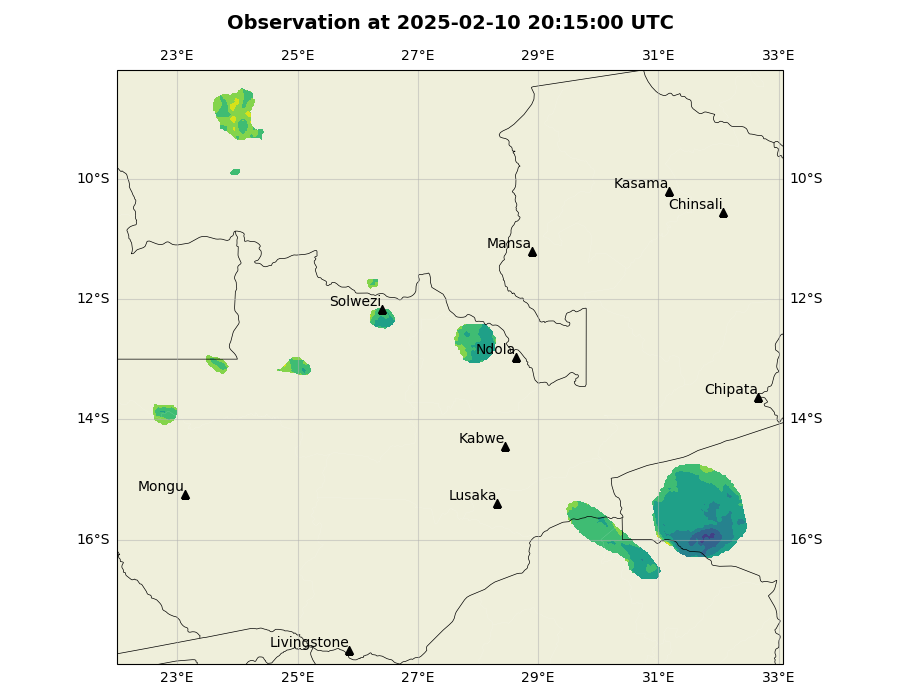 Observation at 2025-02-10 20:15:00 UTC
23°E 25°E 27°E 29°E 31°E 33°E
10°S 10°S
Kasama
Chinsali
Mansa
12°S 12°S
Solwezi
Ndola
Chipata
14°S 14°S
Kabwe
Mongu
Lusaka
16°S 16°S
Livingstone
23°E 25°E 27°E 29°E 31°E 33°E